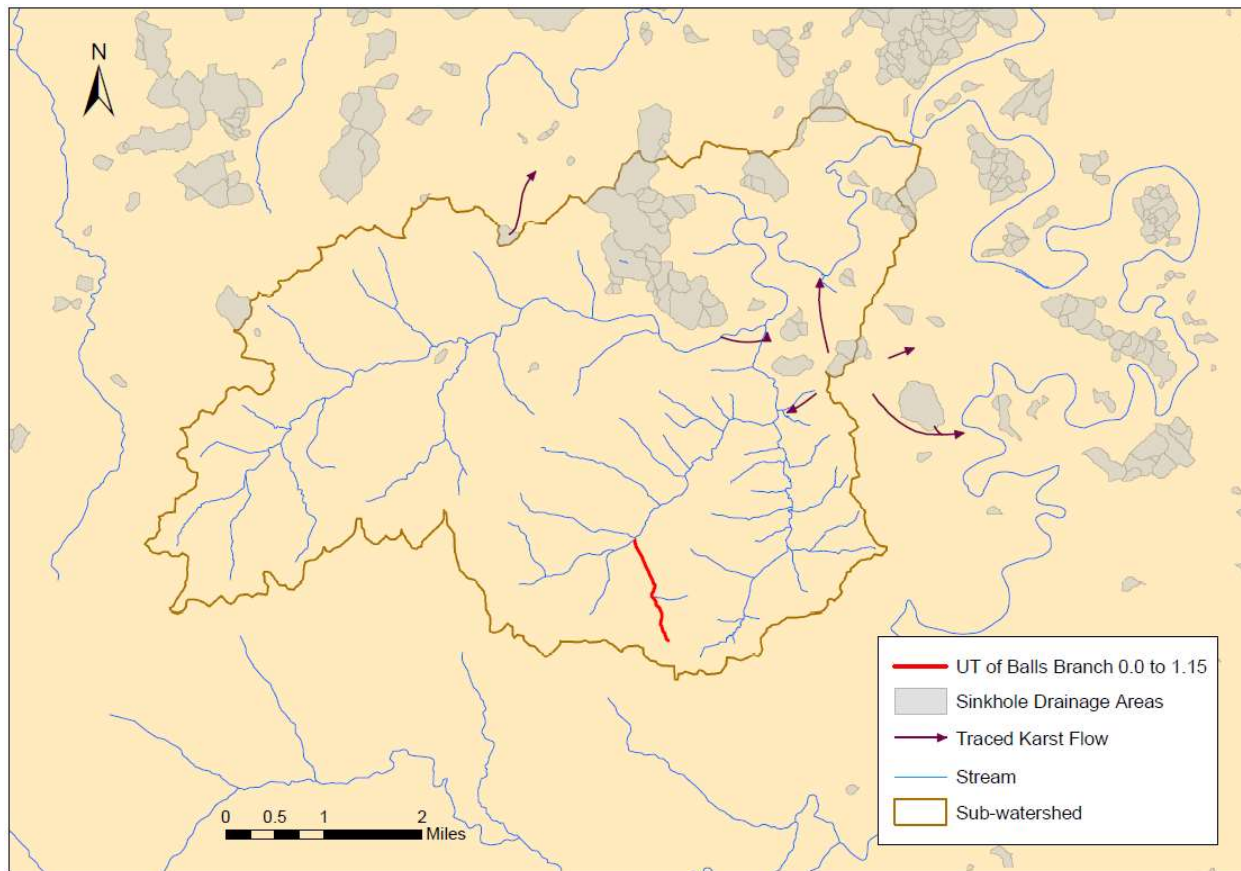 N
UT of Balls Branch 0.0 to 1.15
Sinkhole Drainage Areas
Traced Karst Flow
Stream
Sub-watershed
0 0.5 1 2
Miles